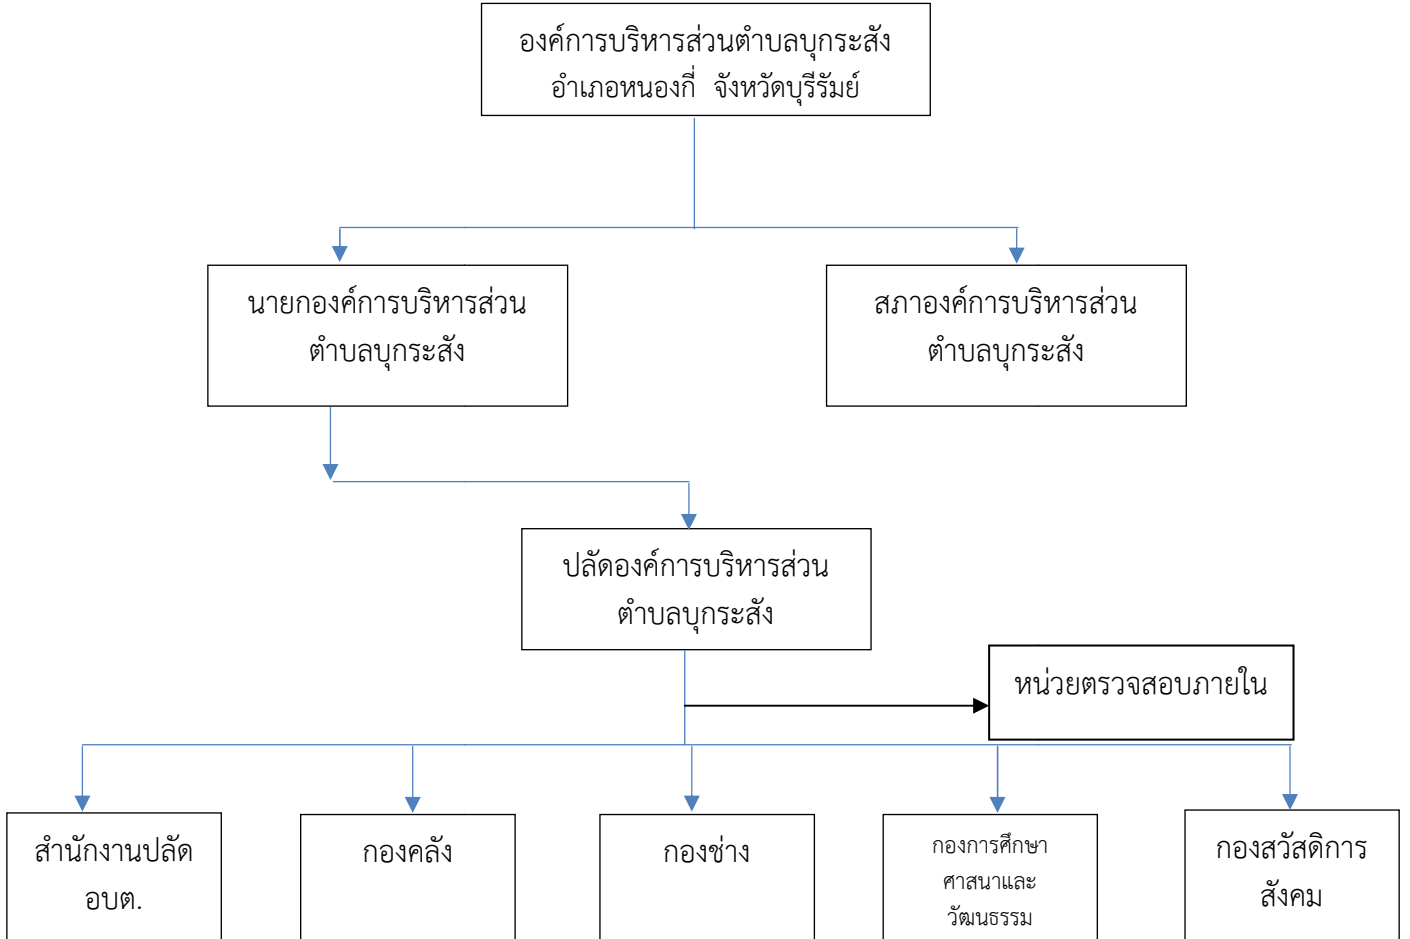 องค์การบริหารส่วนตำบลบุกระสัง
อำเภอหนองกี่ จังหวัดบุรีรัมย์
นายกองค์การบริหารส่วน
ตำบลบุกระสัง
สภาองค์การบริหารส่วน
ตำบลบุกระสัง
ปลัดองค์การบริหารส่วน
ตำบลบุกระสัง
หน่วยตรวจสอบภายใน
สำนักงานปลัด
อบต.
กองคลัง
กองช่าง
กองการศึกษา
ศาสนาและ
วัฒนธรรม
กองสวัสดิการ
สังคม